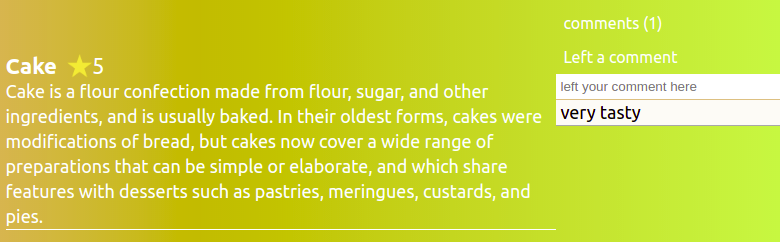 Cake ★5
Cake is a flour confection made from flour, sugar, and other
ingredients, and is usually baked. In their oldest forms, cakes were
modifications of bread, but cakes now cover a wide range of
preparations that can be simple or elaborate, and which share
features with desserts such as pastries, meringues, custards, and
pies.
comments (1)
Left a comment
left your comment here
very tasty